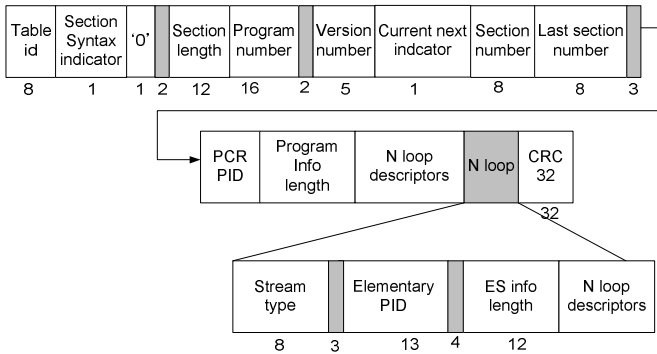 Table id
Section Syntax indicator
‘0’
Section length
Program number
Version number
Current next indcator
Section number
Last section number
8
1
1
2
12
16
2
5
1
8
8
3
PCR PID
Program Info length
N loop descriptors
N loop
CRC 32
32
Stream type
Elementary PID
ES info length
N loop descriptors
8
3
13
4
12